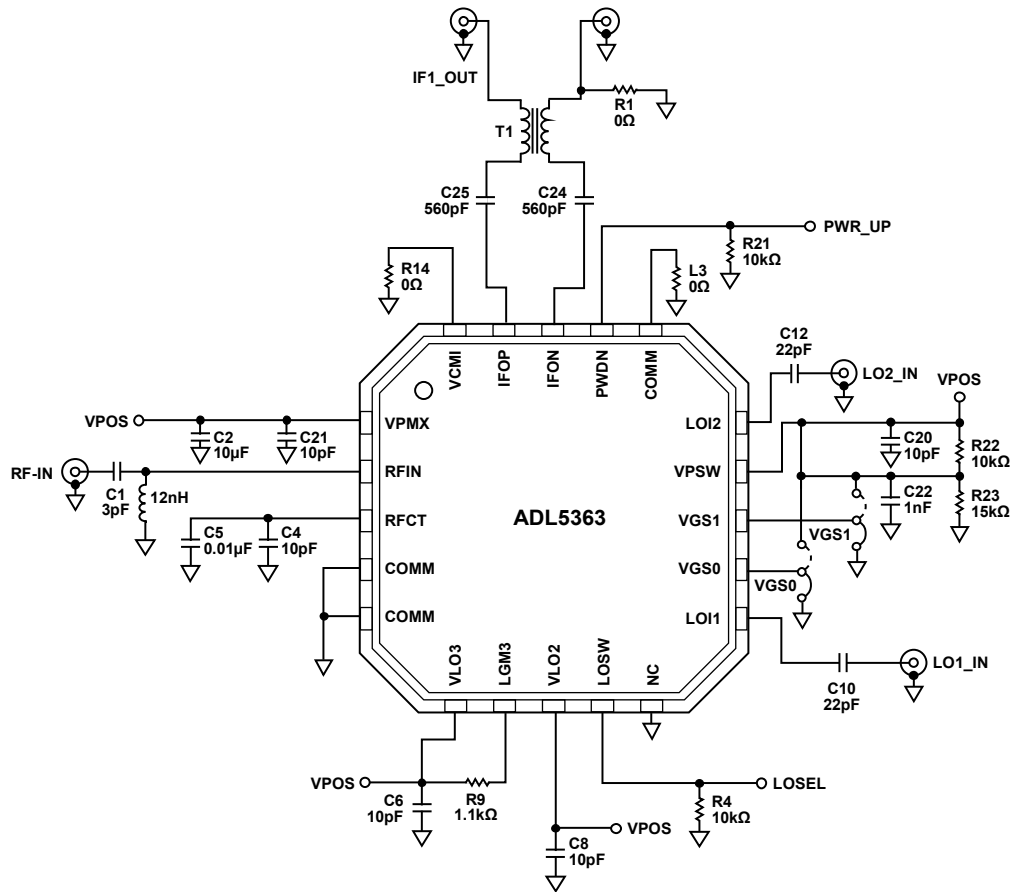 IF1_OUT
R1
0Ω
T1
C25
560pF
C24
560pF
PWR_UP
R21
10kΩ
R14
0Ω
L3
0Ω
C12
22pF
LO2_IN
VPOS
VCMI
IFOP
IFON
PWDN
COMM
VPOS
C2
10µF
C21
10pF
VPMX
LOI2
C20
10pF
R22
10kΩ
RF-IN
C1
3pF
12nH
RFIN
VPSW
C22
1nF
R23
15kΩ
C5
0.01µF
C4
10pF
RFCT
ADL5363
VGS1
VGS1
COMM
VGS0
VGS0
COMM
LOI1
VLO3
LGM3
VLO2
LOSW
NC
LO1_IN
C10
22pF
VPOS
C6
10pF
R9
1.1kΩ
LOSEL
R4
10kΩ
VPOS
C8
10pF